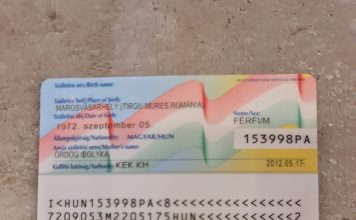 Születési név/Birth name:
Születési hely/Place of birth:
MAROSVÁSÁRHELY (TIRGU MURES, ROMÁNIA
Születési idő/Date of birth:
1972. szeptember 05.
Neme/Sex:
FÉRFI/M
Állampolgárság/Nationality: MAGYAR/HUN
153998PA
Anyja születési neve/Mother's name:
ÖRDÖG IBOLYKA
Kiállító hatóság/Authority: KEK KH
2012.05.17.
I<HUN153998PA<8<<<<<<<<<<<<<<<
7209053M2205175HUN<<<<<<<<<<<2